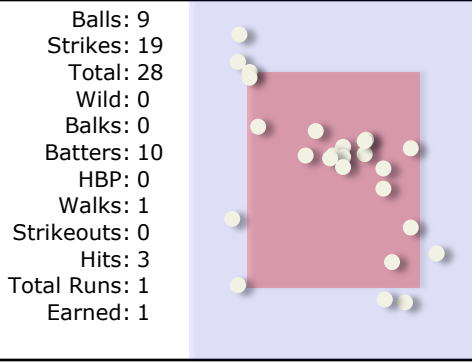 Balls: 9
Strikes: 19
Total: 28
Wild: 0
Balks: 0
Batters: 10
HBP: 0
Walks: 1
Strikeouts: 0
Hits: 3
Total Runs: 1
Earned: 1